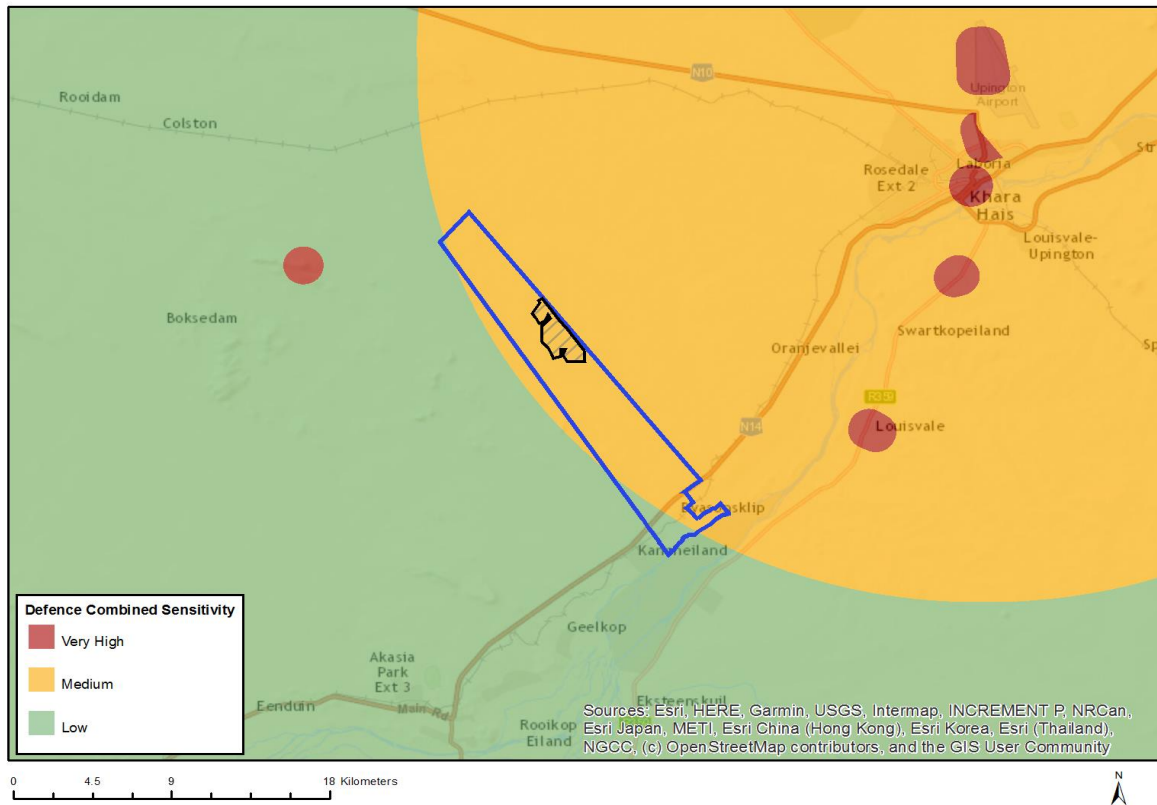 N10
Rooidam
Colston
Upington
Airport
Laboria
Str
Rosedale
Ext 2
Khara
Hais
Louisvale-
Upington
Boksedam
Swartkopeiland
Oranjevallei
Sp
R359
Louisvale
N14
Kanoneiland
Geelkop
Akasia
Park
Ext 3
Eenduin
Main Rd
Eksteenskuil
Rooikop
Eiland
Defence Combined Sensitivity
Very High
Medium
Low
Sources: Esri, HERE, Garmin, USGS, Intermap, INCREMENT P, NRCan,
Esri Japan, METI, Esri China (Hong Kong), Esri Korea, Esri (Thailand),
NGCC, (c) OpenStreetMap contributors, and the GIS User Community
0 4.5 9 18 Kilometers
N